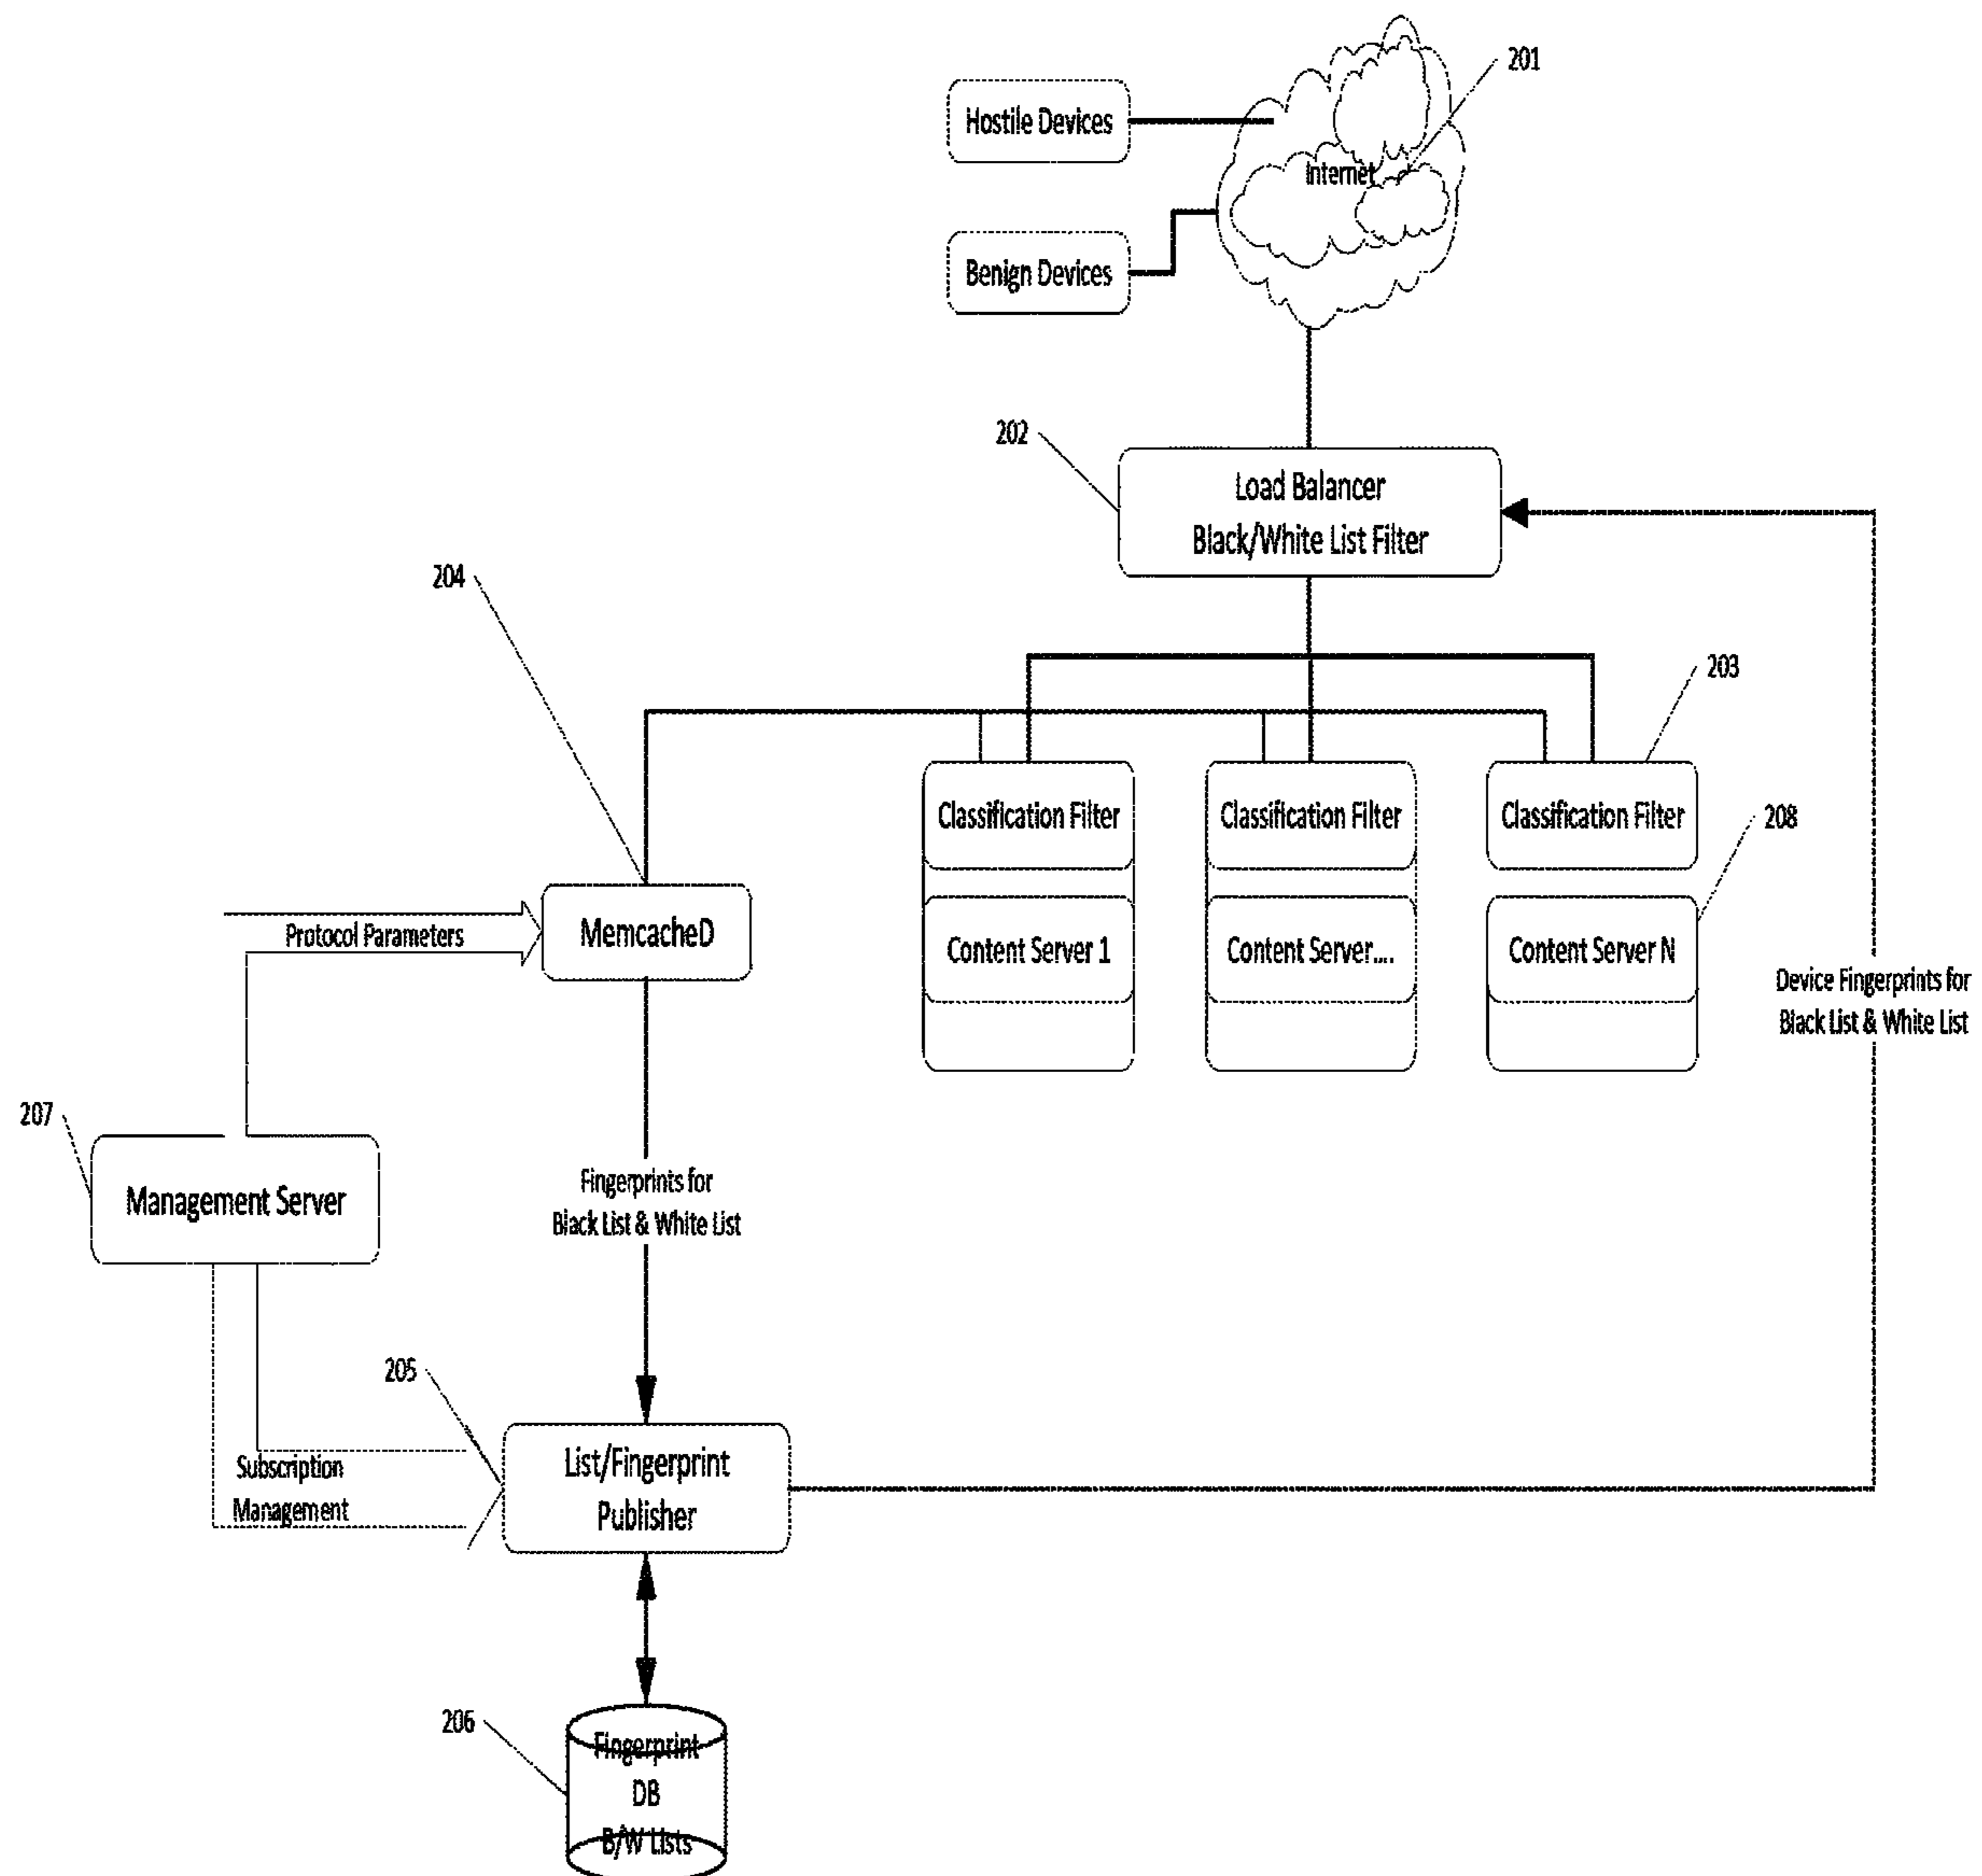 201
Hostile Devices
Internet
Benign Devices
202
Load Balancer
Black/White List Filter
204
203
Classification Filter
Classification Filter
Classification Filter
208
MemcacheD
Protocol Parameters
Content Server 1
Content Server....
Content Server N
Device Fingerprints for
Black List & White List
207
Management Server
Fingerprints for
Black List & White List
205
List/Fingerprint
Publisher
Subscription
Management
206
Fingerprint
DB
B/W Lists